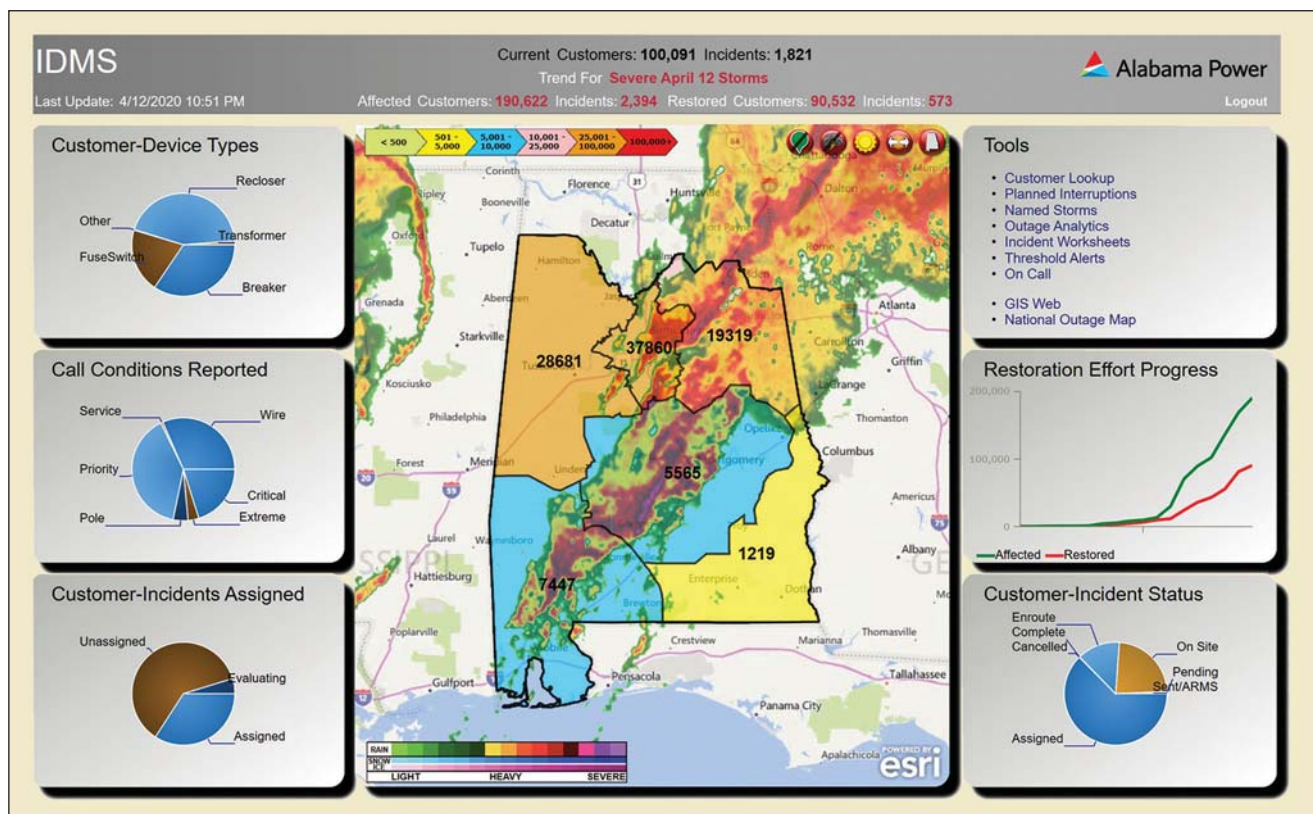 IDMS
Current Customers: 100,091 Incidents: 1,821
Trend For Severe April 12 Storms
Last Update: 4/12/2020 10:51 PM
Affected Customers: 190,622 Incidents: 2,394 Restored Customers: 90,532 Incidents: 573
Alabama Power
Logout
Customer-Device Types
Recloser
Other
Transformer
FuseSwitch
Breaker
Call Conditions Reported
Service
Wire
Priority
Critical
Pole
Extreme
Customer-Incidents Assigned
Unassigned
Evaluating
Assigned
< 500
501 -
5,000
5,001 -
10,000
10,001 -
25,000
25,001 -
100,000
100,000+
Corinth
Ripley
Booneville
Florence
31
Decatur
Oxford
Tupelo
Hamilton
Grenada
Starkville
Kosciusko
Philadelphia
Forest
Meridian
Linden
20
55
Laurel
Waynesboro
Hattiesburg
Poplarville
Gulfport
12
Pensacola
Crestview
Marianna
Panama City
Apalachicola
Tallahassee
Thomasville
Dothan
Enterprise
Brewton
Albany
Americus
75
Columbus
Thomaston
Griffin
LaGrange
Carrollton
Atlanta
Rome
Dalton
Opelika
28681
37860
19319
5565
7447
1219
RAIN
SNOW
ICE
LIGHT HEAVY SEVERE
POWERED BY
esri
Tools
• Customer Lookup
• Planned Interruptions
• Named Storms
• Outage Analytics
• Incident Worksheets
• Threshold Alerts
• On Call
• GIS Web
• National Outage Map
Restoration Effort Progress
200,000
100,000
0
Affected Restored
Customer-Incident Status
Enroute
Complete
Cancelled
On Site
Pending
Sent/ARMS
Assigned